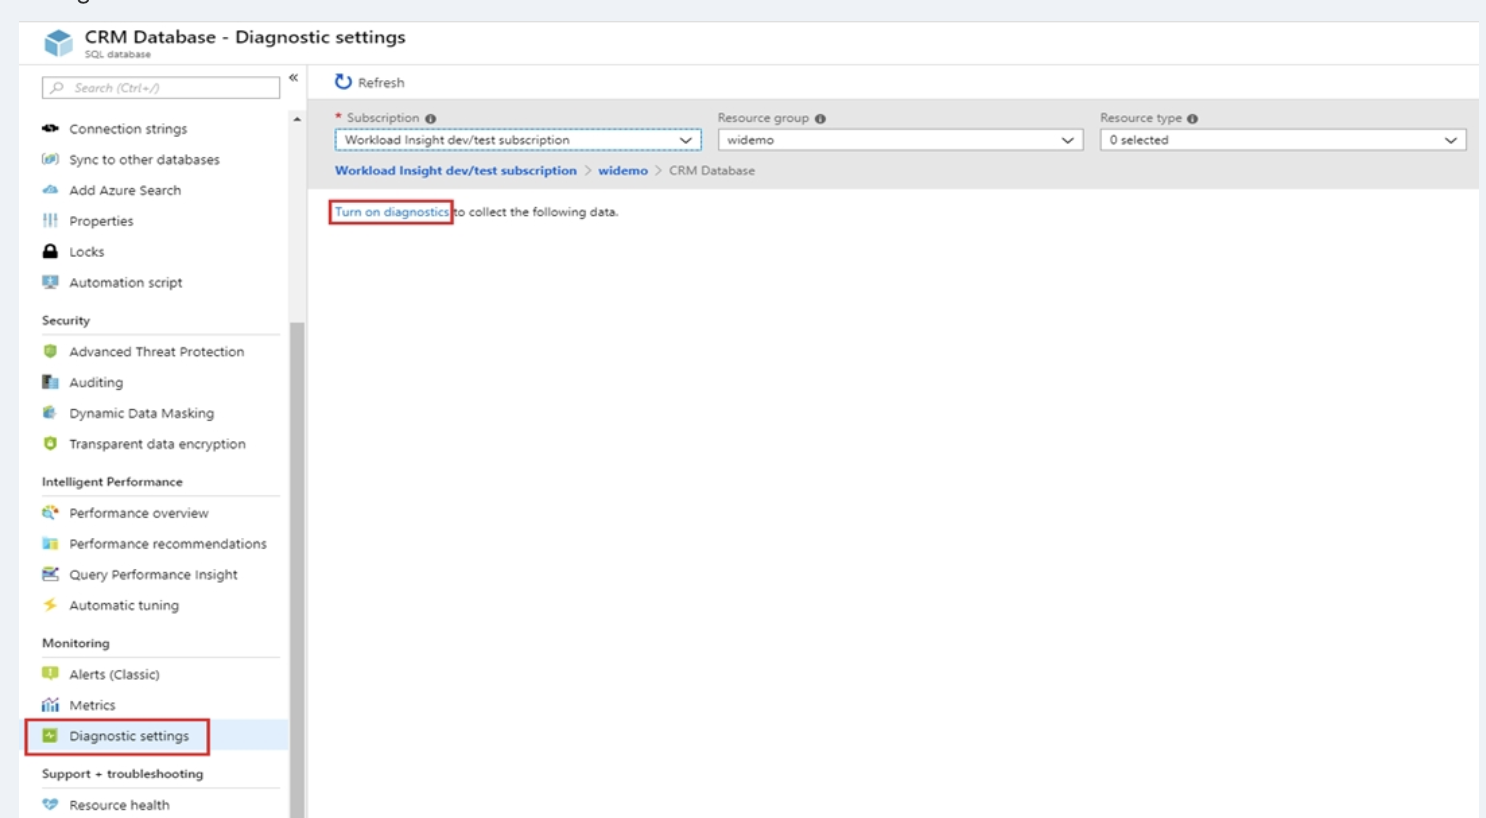 CRM Database - Diagnostic settings
SQL database
Search (Ctrl+/)
«
Connection strings
Sync to other databases
Add Azure Search
Properties
Locks
Automation script
Security
Advanced Threat Protection
Auditing
Dynamic Data Masking
Transparent data encryption
Intelligent Performance
Performance overview
Performance recommendations
Query Performance Insight
Automatic tuning
Monitoring
Alerts (Classic)
Metrics
Diagnostic settings
Support + troubleshooting
Resource health
Refresh
* Subscription
Resource group
Resource type
Workload Insight dev/test subscription
widemo
0 selected
Workload Insight dev/test subscription > widemo > CRM Database
Turn on diagnostics to collect the following data.